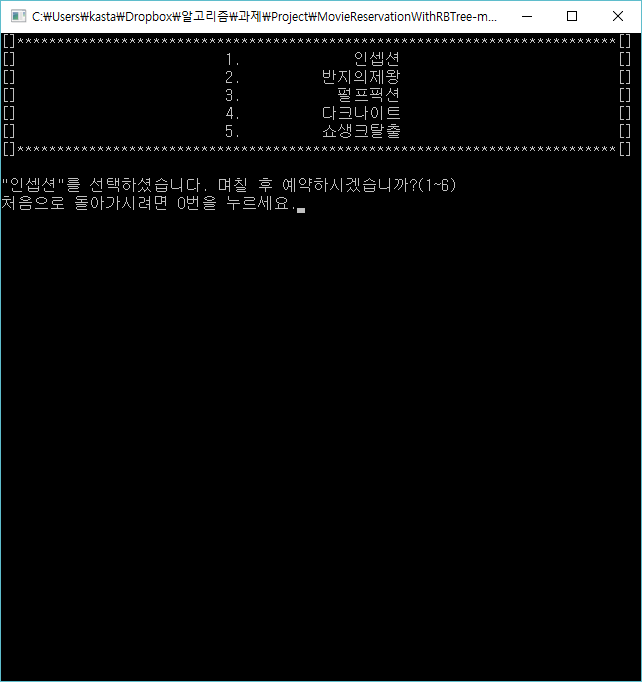 C:₩Users₩kasta₩Dropbox₩알고리즘₩과제₩Project₩MovieReservationWithRBTree-m...
[]***************************************************************************[]
[] 1. 인셉션 []
[] 2. 반지의제왕 []
[] 3. 펄프픽션 []
[] 4. 다크나이트 []
[] 5. 쇼생크탈출 []
[]***************************************************************************[]
"인셉션"를 선택하셨습니다. 며칠 후 예약하시겠습니까?(1~6)
처음으로 돌아가시려면 0번을 누르세요.